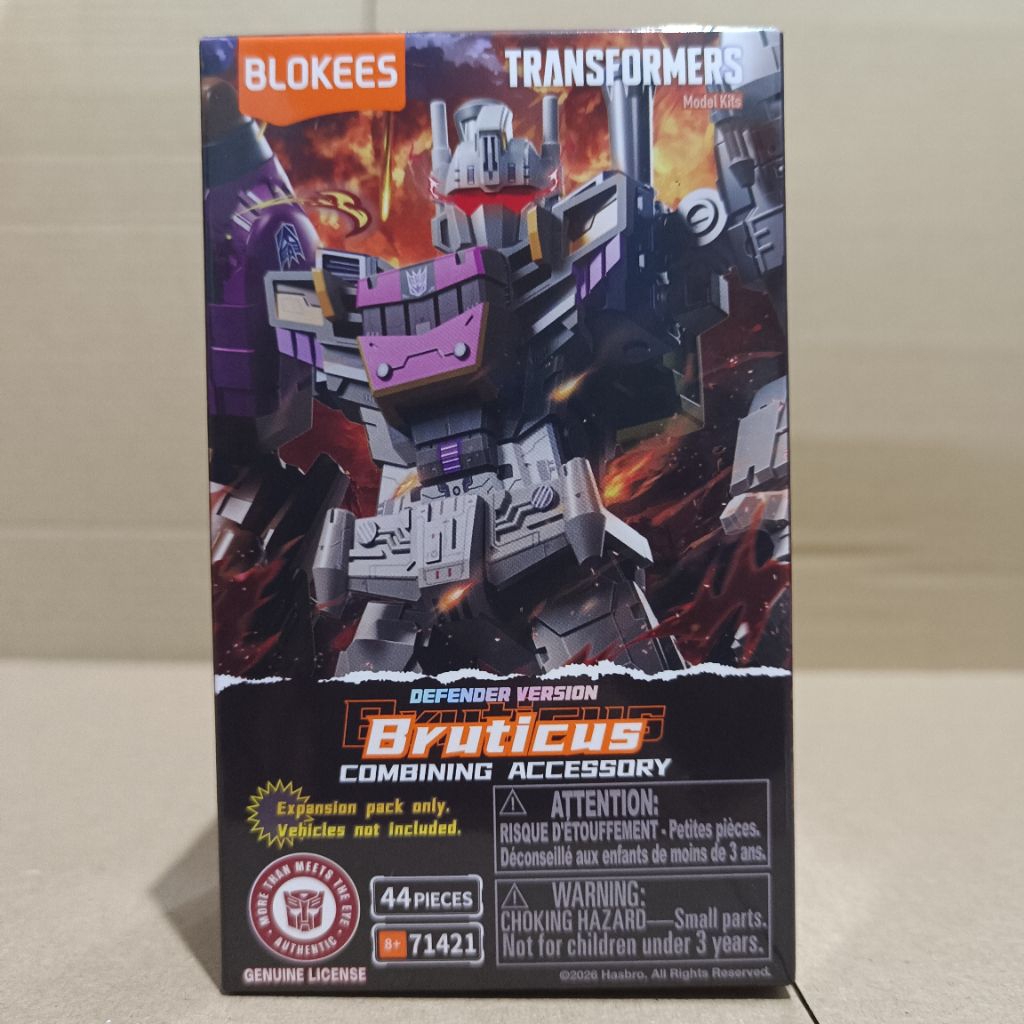 BLOKEES
TRANSFORMERS
Model Kits
DEFENDER VERSION
Bruticus
COMBINING ACCESSORY
Expansion pack only.
Vehicles not included.
MORE THAN MEETS THE EYE
AUTHENTIC
GENUINE LICENSE
44 PIECES
8+ 71421
ATTENTION:
RISQUE D'ÉTOUFFEMENT - Petites pièces.
Déconseillé aux enfants de moins de 3 ans.
WARNING:
CHOKING HAZARD—Small parts.
Not for children under 3 years.
©2026 Hasbro, All Rights Reserved.